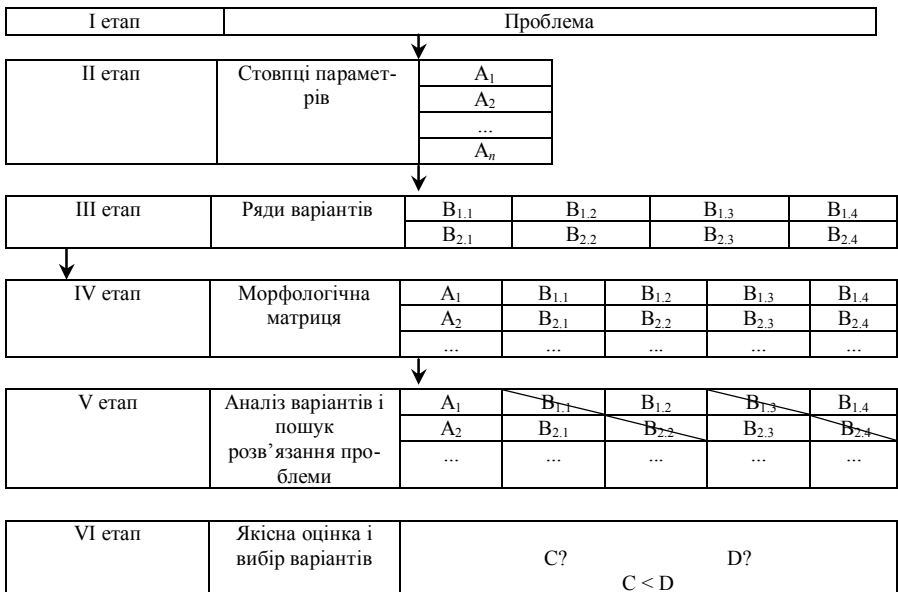 I етап Проблема
II етап Стовпці парамет-
рів
A₁
A₂
...
Aₙ
III етап Ряди варіантів B₁.₁ B₁.₂ B₁.₃ B₁.₄
B₂.₁ B₂.₂ B₂.₃ B₂.₄
IV етап Морфологічна
матриця
A₁ B₁.₁ B₁.₂ B₁.₃ B₁.₄
A₂ B₂.₁ B₂.₂ B₂.₃ B₂.₄
... ... ... ... ...
V етап Аналіз варіантів і
пошук
розв’язання про-
блеми
A₁ B₁.₁ B₁.₂ B₁.₃ B₁.₄
A₂ B₂.₁ B₂.₂ B₂.₃ B₂.₄
... ... ... ... ...
VI етап Якісна оцінка і
вибір варіантів
C? D?
C < D